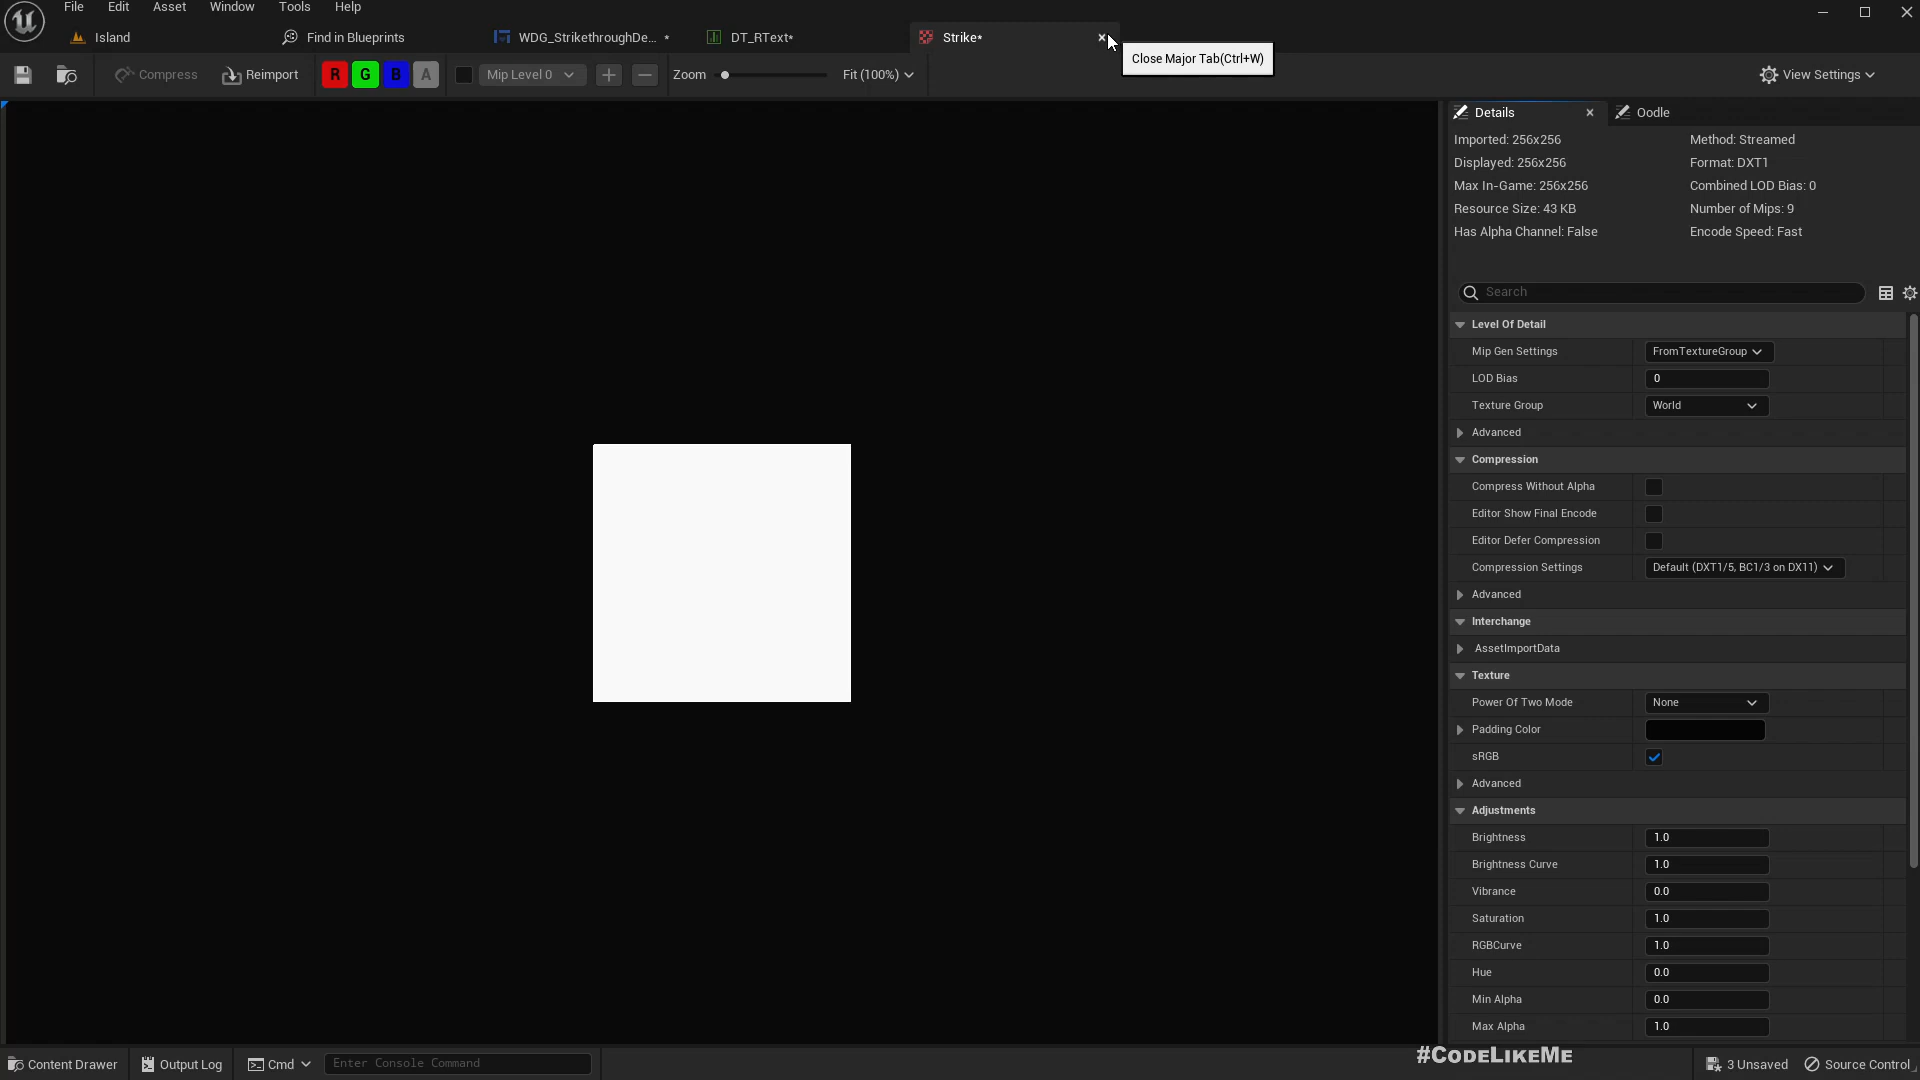 File Edit Asset Window Tools Help
Island Find in Blueprints WDG_StrikethroughDe... * DT_RText* Strike*
Close Major Tab(Ctrl+W)
Compress Reimport R G B A Mip Level 0 Zoom Fit (100%) View Settings
Details Oodle
Imported: 256x256 Method: Streamed
Displayed: 256x256 Format: DXT1
Max In-Game: 256x256 Combined LOD Bias: 0
Resource Size: 43 KB Number of Mips: 9
Has Alpha Channel: False Encode Speed: Fast
Search
Level Of Detail
Mip Gen Settings FromTextureGroup
LOD Bias 0
Texture Group World
Advanced
Compression
Compress Without Alpha
Editor Show Final Encode
Editor Defer Compression
Compression Settings Default (DXT1/5, BC1/3 on DX11)
Advanced
Interchange
AssetImportData
Texture
Power Of Two Mode None
Padding Color
sRGB
Advanced
Adjustments
Brightness 1.0
Brightness Curve 1.0
Vibrance 0.0
Saturation 1.0
RGBCurve 1.0
Hue 0.0
Min Alpha 0.0
Max Alpha 1.0
#CODELIKEME
Content Drawer Output Log Cmd Enter Console Command 3 Unsaved Source Control